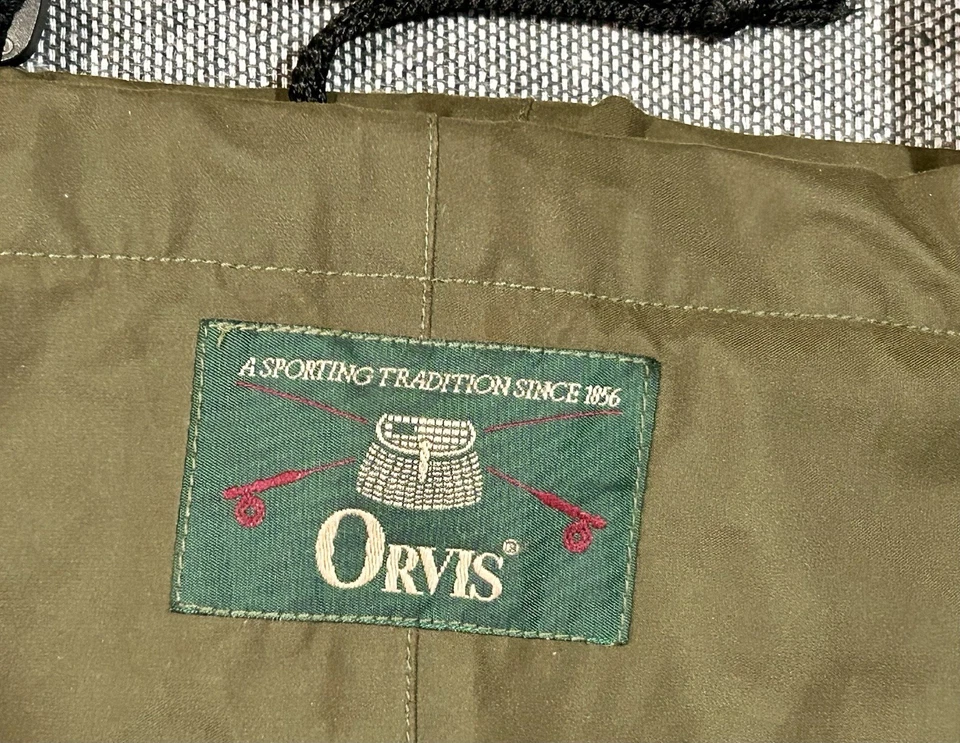 A SPORTING TRADITION SINCE 1856
ORVIS®